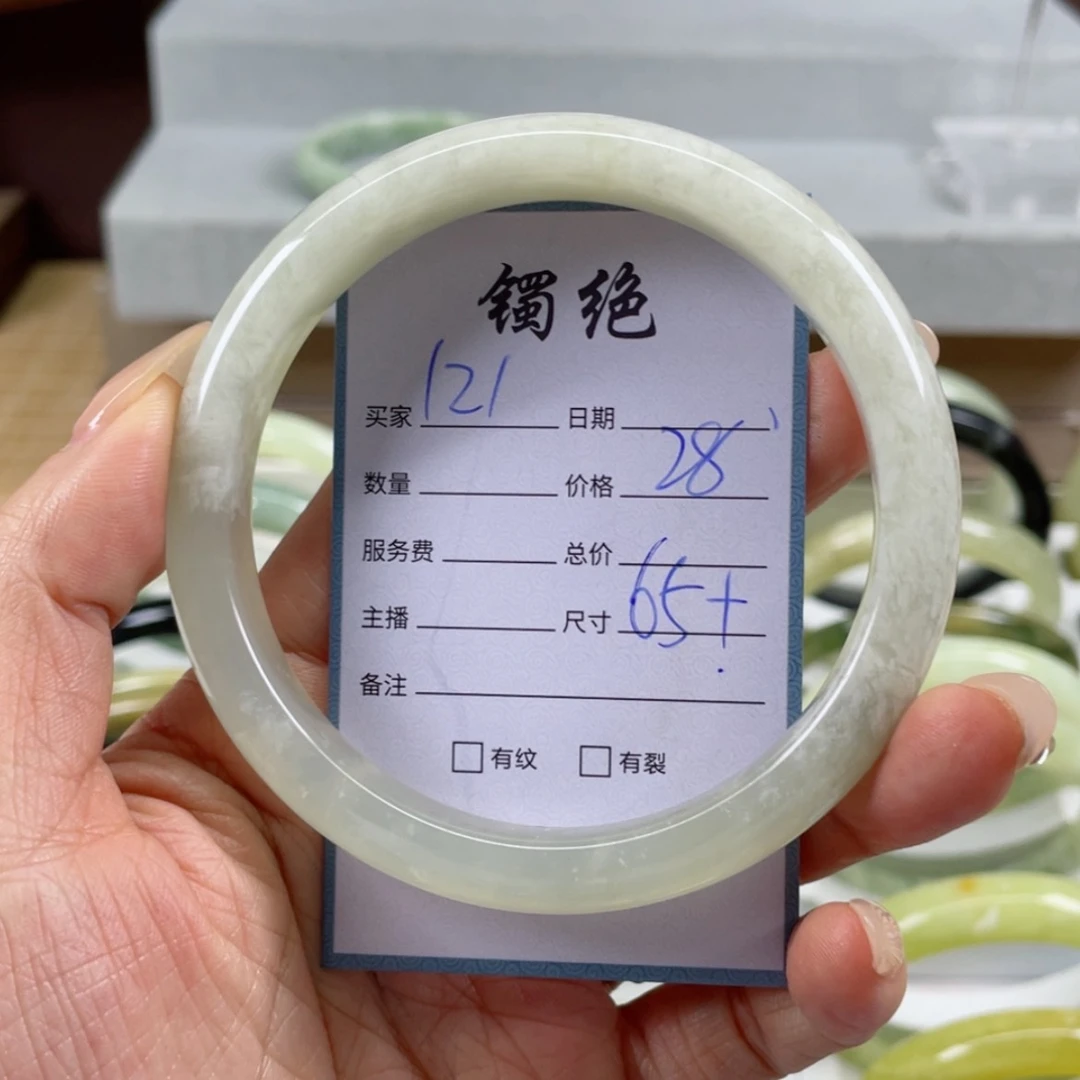 镯绝
买家 121 日期
数量 价格 28
服务费 总价
主播 尺寸 65+
备注
□有纹 □有裂